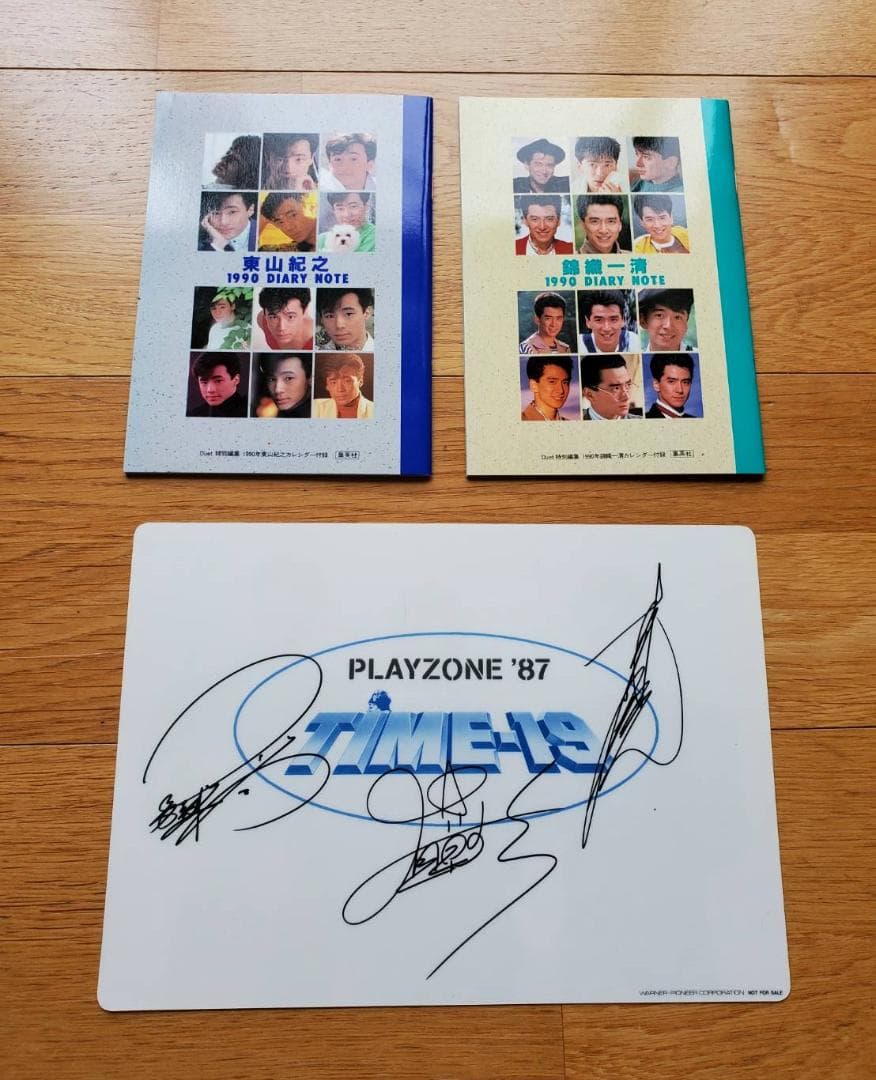 東山紀之
1990 DIARY NOTE
Duet 特別編集 1990年東山紀之カレンダー付録 集英社
錦織一清
1990 DIARY NOTE
Duet 特別編集 1990年錦織一清カレンダー付録 集英社
PLAYZONE '87
TIME-19
WARNER-PIONEER CORPORATION NOT FOR SALE